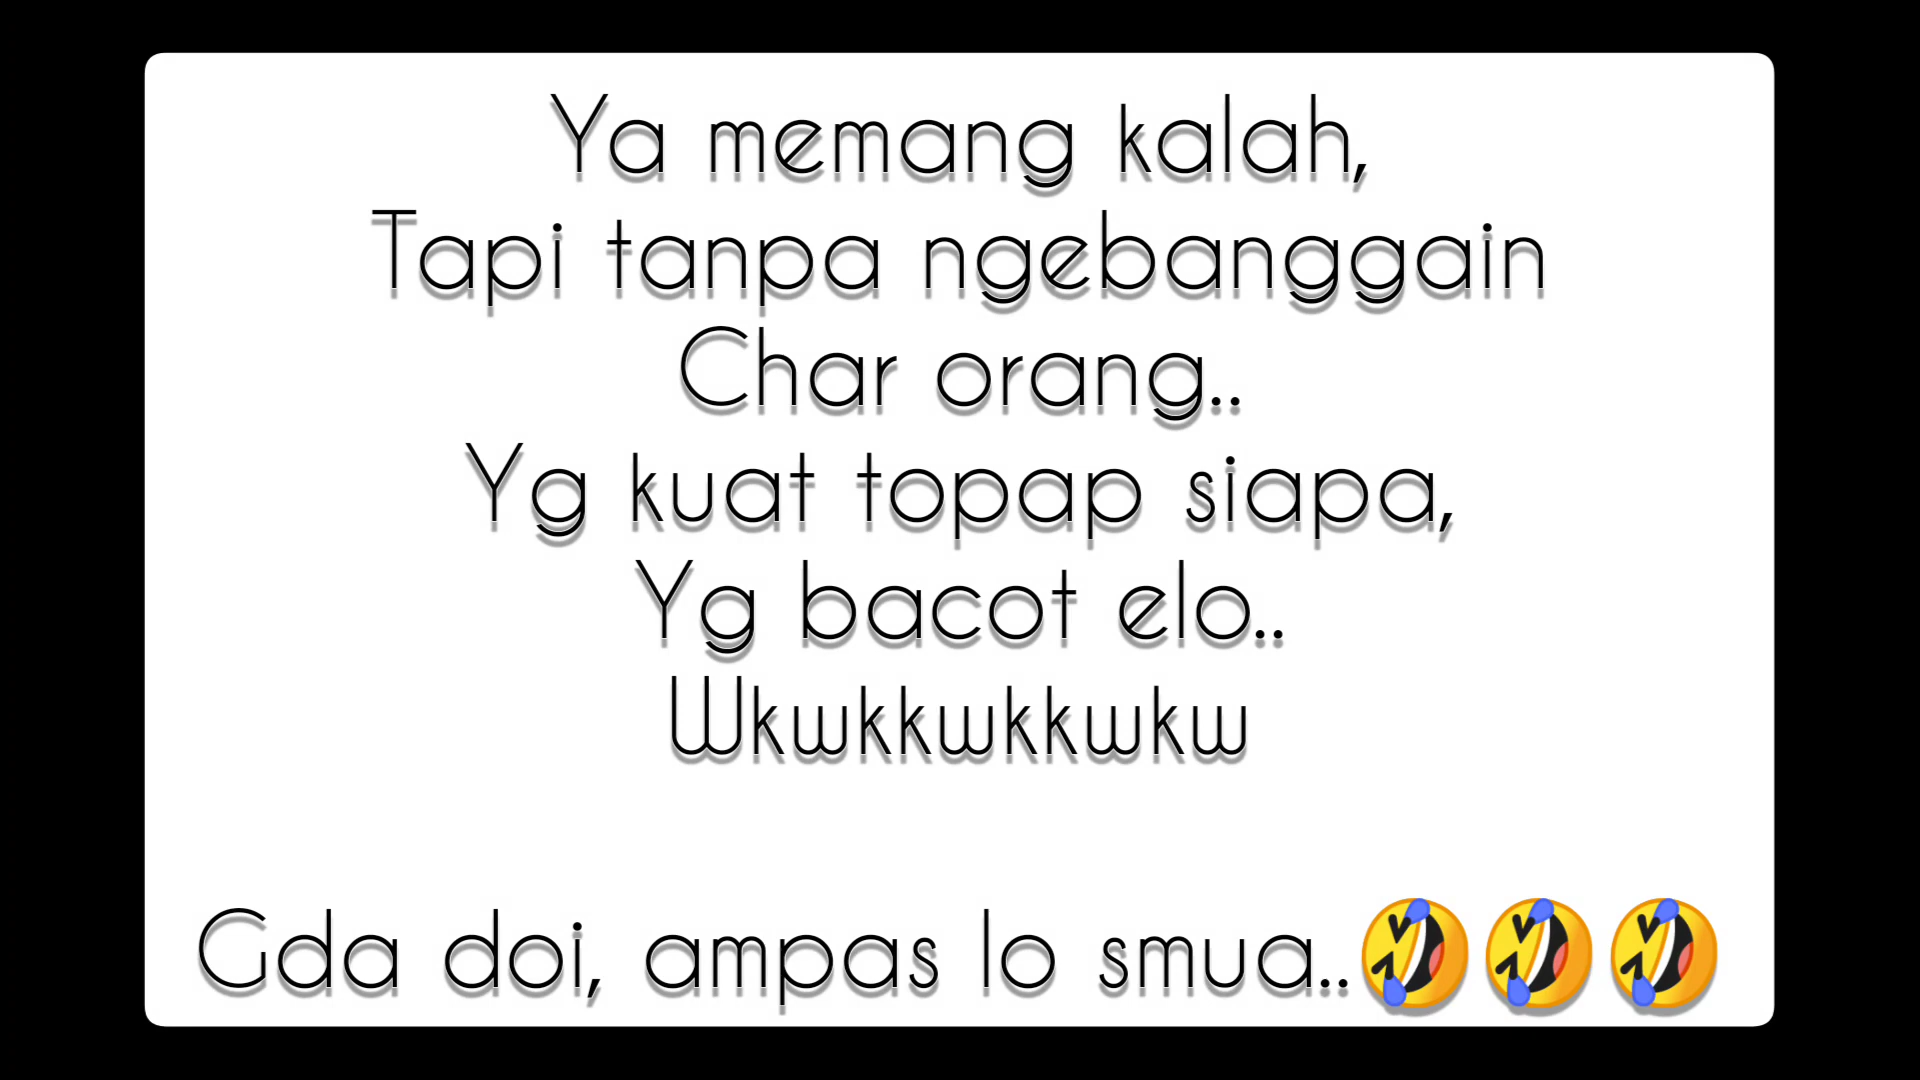 Ya memang kalah,
Tapi tanpa ngebanggain
Char orang..
Yg kuat topap siapa,
Yg bacot elo..
Wkwkkwkkwkw
Gda doi, ampas lo smua..🤣🤣🤣